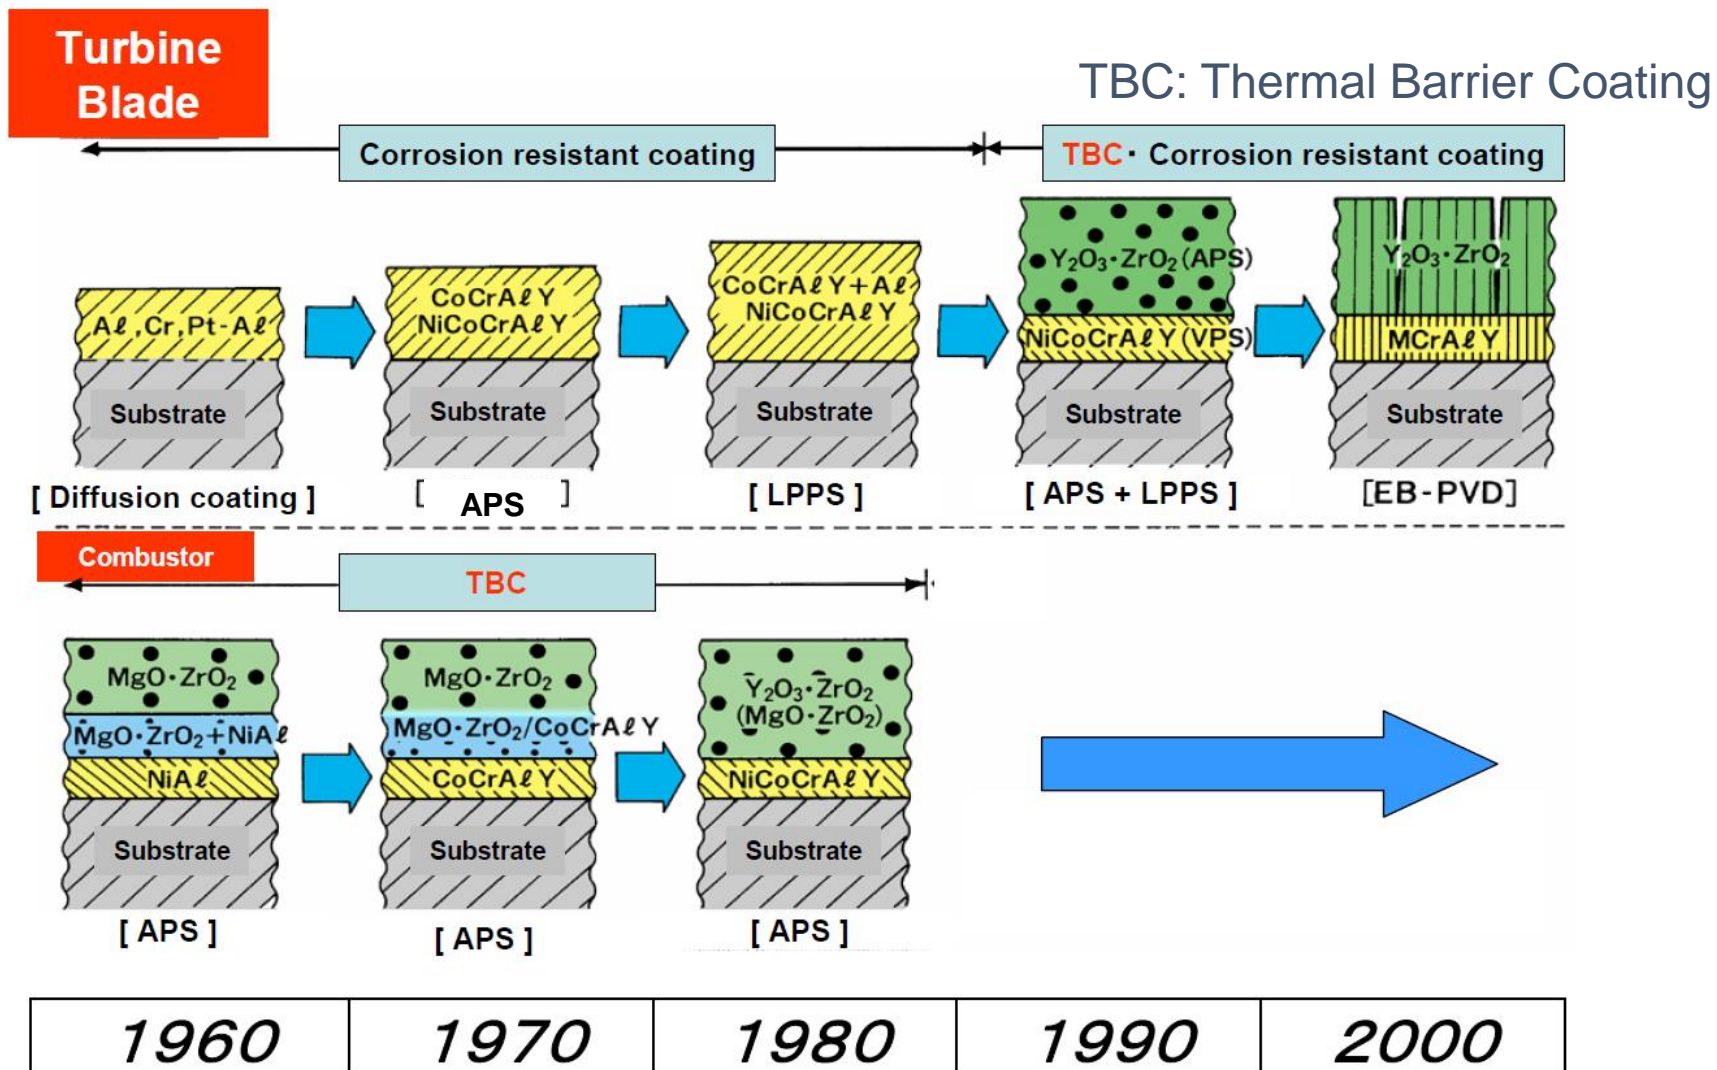 Turbine
Blade
TBC: Thermal Barrier Coating
Corrosion resistant coating
TBC・Corrosion resistant coating
Aℓ,Cr,Pt-Aℓ
Substrate
[ Diffusion coating ]
CoCrAℓY
NiCoCrAℓY
Substrate
[ APS ]
CoCrAℓY+Aℓ
NiCoCrAℓY
Substrate
[ LPPS ]
Y₂O₃·ZrO₂(APS)
NiCoCrAℓY(VPS)
Substrate
[ APS + LPPS ]
Y₂O₃·ZrO₂
MCrAℓY
Substrate
[EB-PVD]
Combustor
TBC
MgO·ZrO₂
MgO·ZrO₂+NiAℓ
NiAℓ
Substrate
[ APS ]
MgO·ZrO₂
MgO·ZrO₂/CoCrAℓY
CoCrAℓY
Substrate
[ APS ]
Y₂O₃·ZrO₂
(MgO·ZrO₂)
NiCoCrAℓY
Substrate
[ APS ]
1960 1970 1980 1990 2000